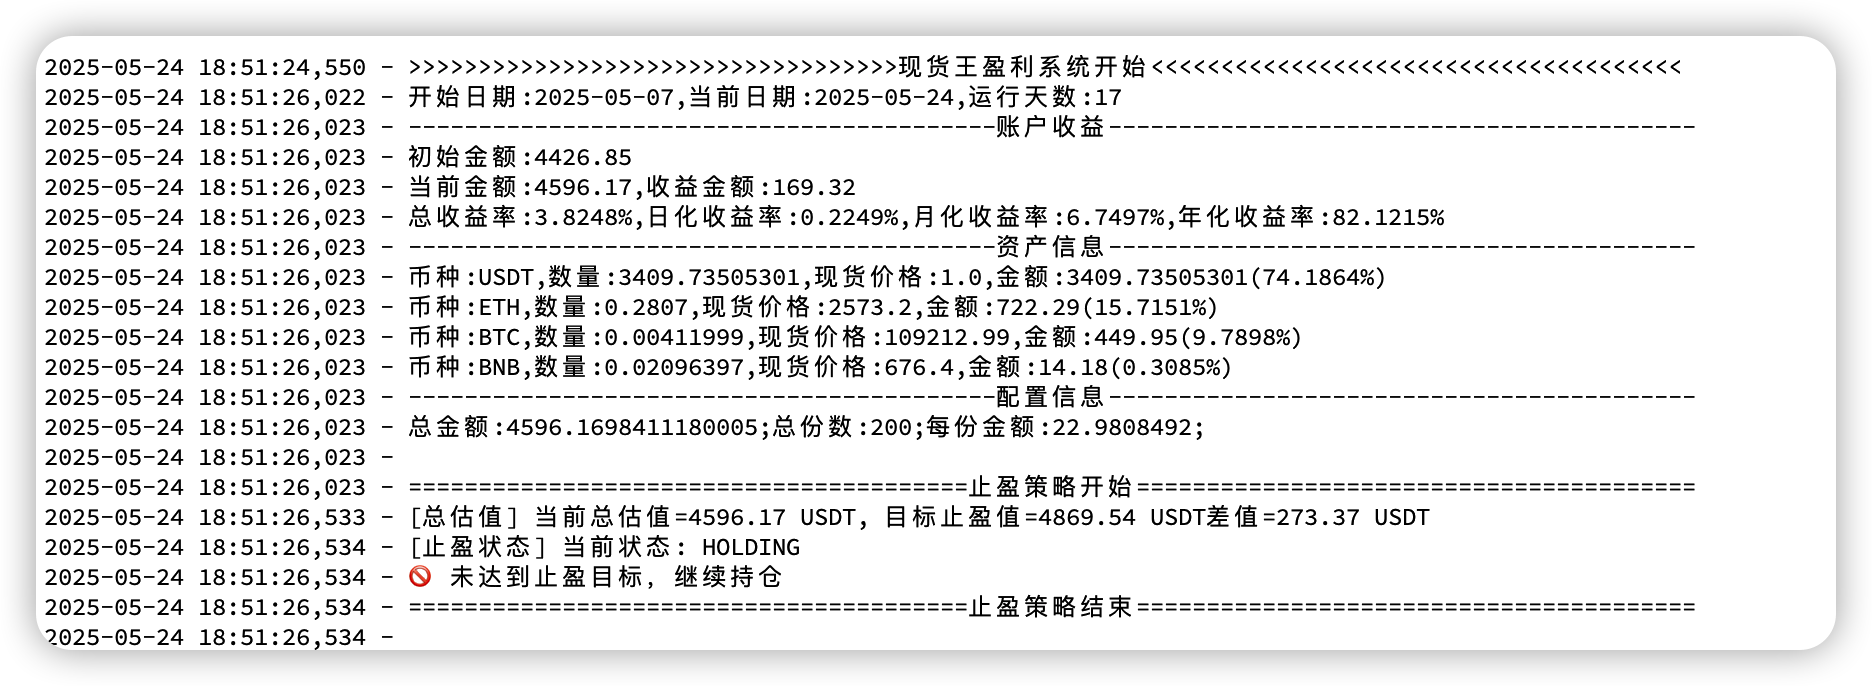 2025-05-24 18:51:24,550 - >>>>>>>>>>>>>>>>>>>>>>>>>>>>>>>>>>>现货王盈利系统开始<<<<<<<<<<<<<<<<<<<<<<<<<<<<<<<<<<<<<<
2025-05-24 18:51:26,022 - 开始日期:2025-05-07,当前日期:2025-05-24,运行天数:17
2025-05-24 18:51:26,023 - ------------------------------------------账户收益------------------------------------------
2025-05-24 18:51:26,023 - 初始金额:4426.85
2025-05-24 18:51:26,023 - 当前金额:4596.17,收益金额:169.32
2025-05-24 18:51:26,023 - 总收益率:3.8248%,日化收益率:0.2249%,月化收益率:6.7497%,年化收益率:82.1215%
2025-05-24 18:51:26,023 - ------------------------------------------资产信息------------------------------------------
2025-05-24 18:51:26,023 - 币种:USDT,数量:3409.73505301,现货价格:1.0,金额:3409.73505301(74.1864%)
2025-05-24 18:51:26,023 - 币种:ETH,数量:0.2807,现货价格:2573.2,金额:722.29(15.7151%)
2025-05-24 18:51:26,023 - 币种:BTC,数量:0.00411999,现货价格:109212.99,金额:449.95(9.7898%)
2025-05-24 18:51:26,023 - 币种:BNB,数量:0.02096397,现货价格:676.4,金额:14.18(0.3085%)
2025-05-24 18:51:26,023 - ------------------------------------------配置信息------------------------------------------
2025-05-24 18:51:26,023 - 总金额:4596.1698411180005;总份数:200;每份金额:22.9808492;
2025-05-24 18:51:26,023 -
2025-05-24 18:51:26,023 - ========================================止盈策略开始========================================
2025-05-24 18:51:26,533 - [总估值] 当前总估值=4596.17 USDT, 目标止盈值=4869.54 USDT差值=273.37 USDT
2025-05-24 18:51:26,534 - [止盈状态] 当前状态: HOLDING
2025-05-24 18:51:26,534 - 🚫 未达到止盈目标, 继续持仓
2025-05-24 18:51:26,534 - ========================================止盈策略结束========================================
2025-05-24 18:51:26,534 -